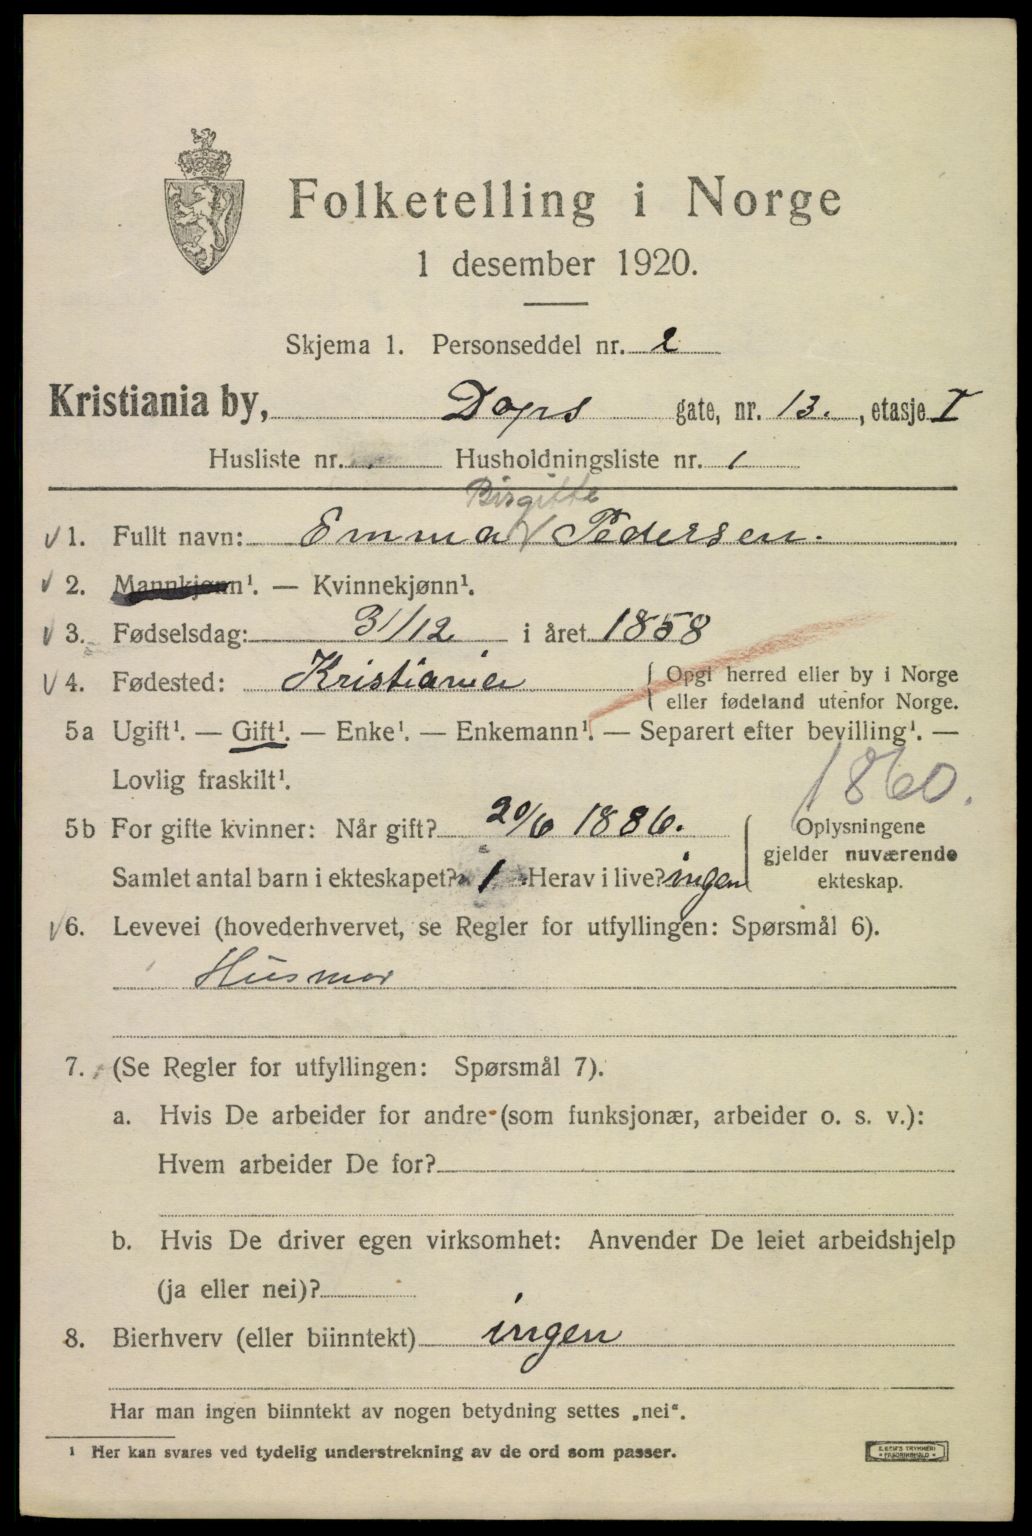 Folketelling i Norge
1 desember 1920.
Skjema 1. Personseddel nr. 2
Kristiania by, Dops gate, nr. 13., etasje I
Husliste nr. Husholdningsliste nr. 1
Birgitte
√ 1. Fullt navn: Emma √ Pedersen.
√ 2. Mannkjønn¹. — Kvinnekjønn¹.
√ 3. Fødselsdag: 31/12 i året 1858
√ 4. Fødested: Kristiania { Opgi herred eller by i Norge
eller fødeland utenfor Norge.
5a Ugift¹. — Gift¹. — Enke¹. — Enkemann¹. — Separert efter bevilling¹. —
Lovlig fraskilt¹.
1860.
5b For gifte kvinner: Når gift? 20/6 1886.
Samlet antal barn i ekteskapet? 1 Herav i live? ingen
Oplysningene
gjelder nuværende
ekteskap.
√ 6. Levevei (hovederhvervet, se Regler for utfyllingen: Spørsmål 6).
Husmor
7. (Se Regler for utfyllingen: Spørsmål 7).
a. Hvis De arbeider for andre (som funksjonær, arbeider o. s. v.):
Hvem arbeider De for?
b. Hvis De driver egen virksomhet: Anvender De leiet arbeidshjelp
(ja eller nei)?
8. Bierhverv (eller biinntekt) ingen
Har man ingen biinntekt av nogen betydning settes „nei“.
¹ Her kan svares ved tydelig understrekning av de ord som passer.